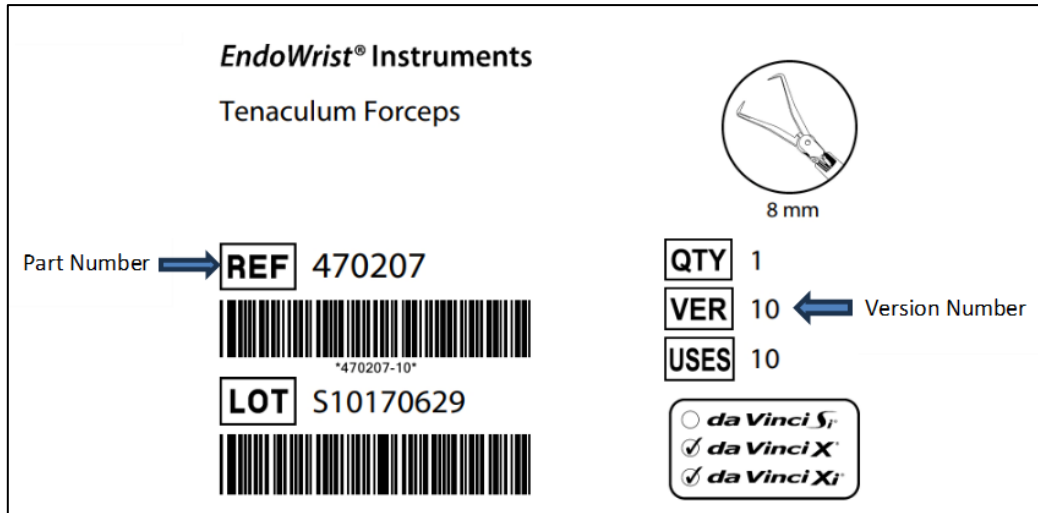 EndoWrist® Instruments
Tenaculum Forceps
8 mm
Part Number
REF 470207
*470207-10*
LOT S10170629
QTY 1
VER 10
Version Number
USES 10
da Vinci Si®
da Vinci X®
da Vinci Xi®